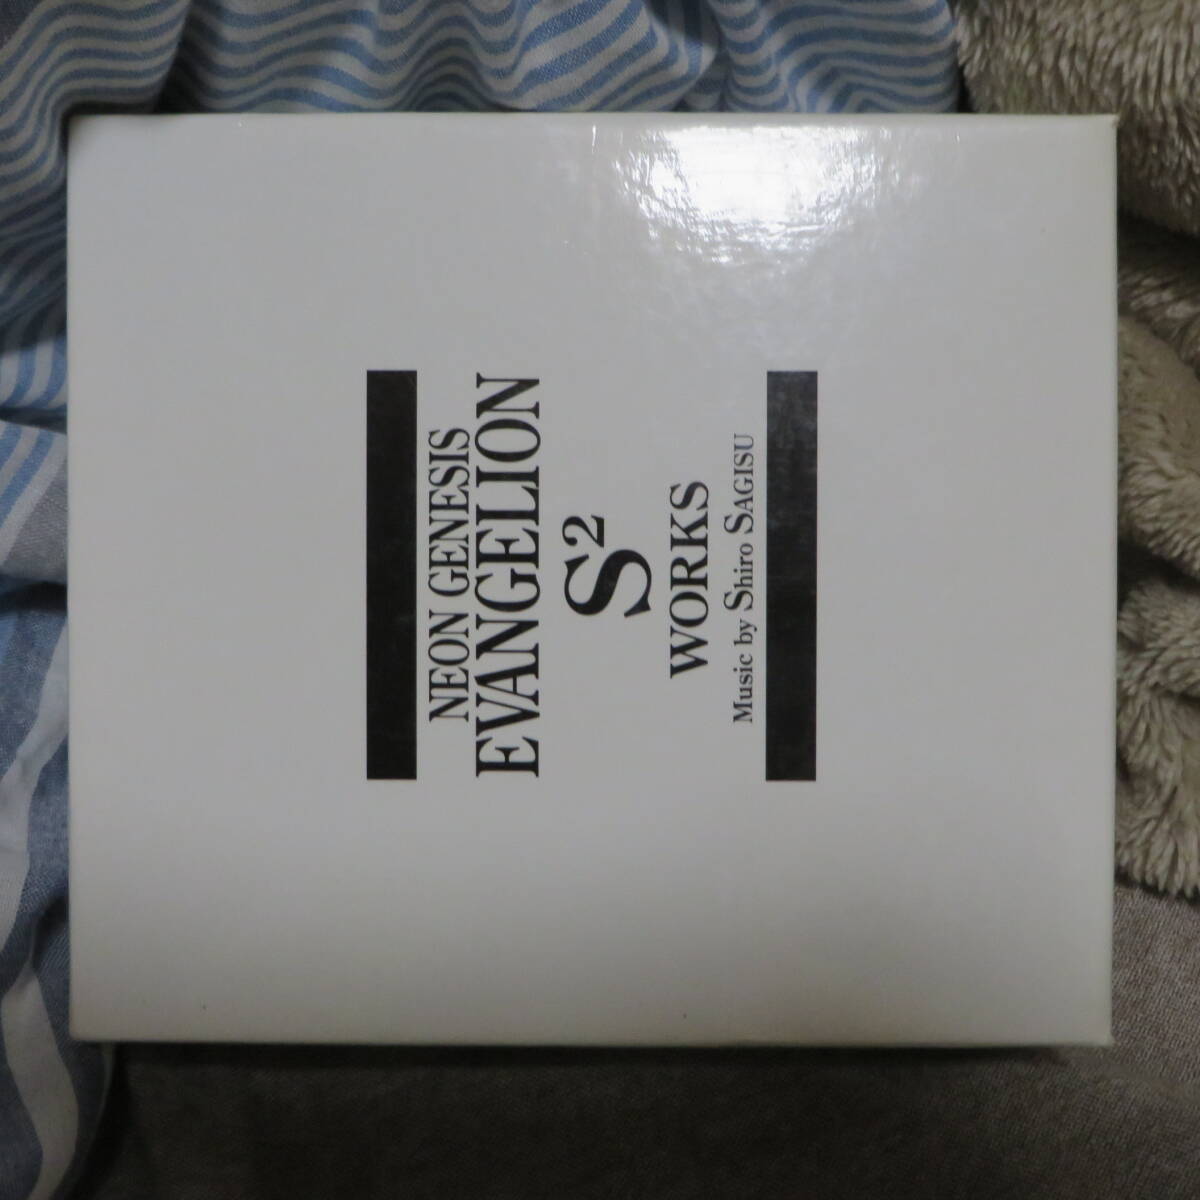 NEON GENESIS
EVANGELION
S²
WORKS
Music by Shiro SAGISU